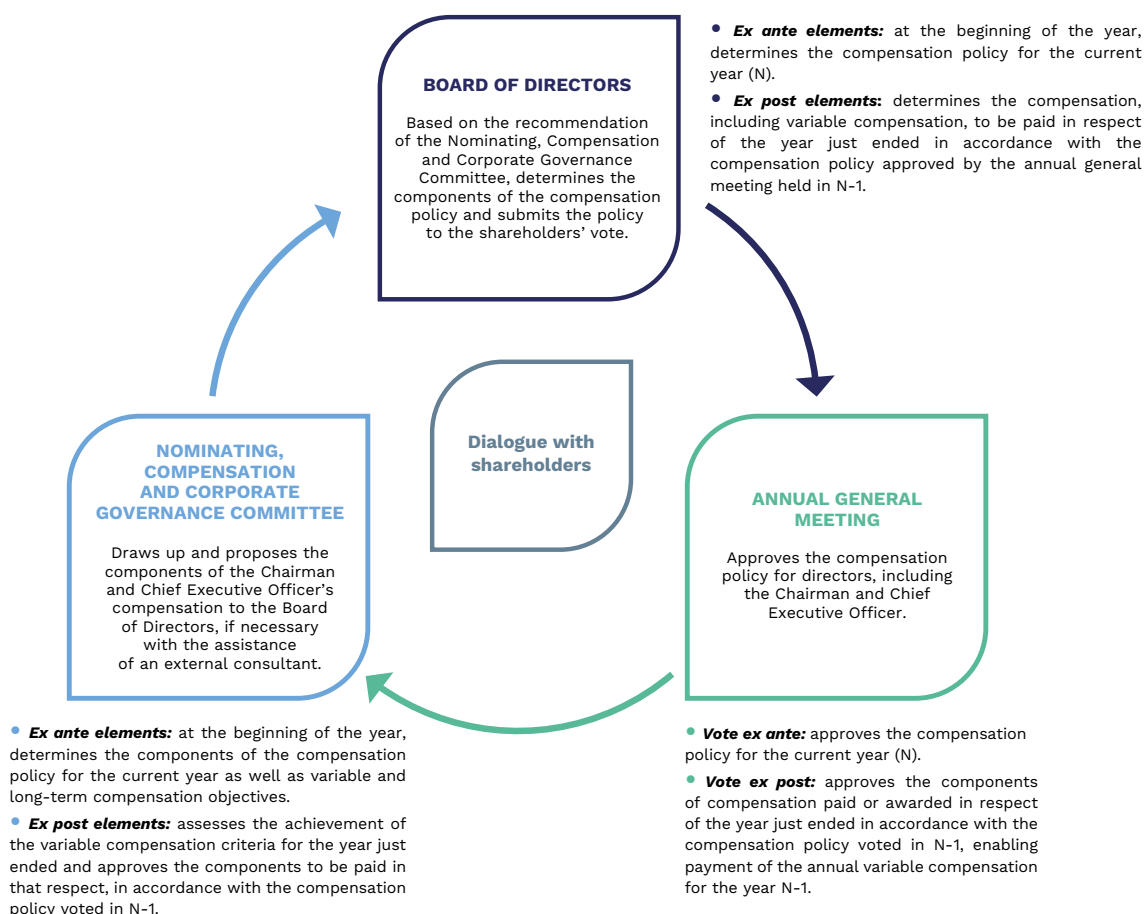 BOARD OF DIRECTORS
Based on the recommendation
of the Nominating, Compensation
and Corporate Governance
Committee, determines the
components of the compensation
policy and submits the policy
to the shareholders’ vote.
• Ex ante elements: at the beginning of the year,
determines the compensation policy for the current
year (N).
• Ex post elements: determines the compensation,
including variable compensation, to be paid in respect
of the year just ended in accordance with the
compensation policy approved by the annual general
meeting held in N-1.
Dialogue with
shareholders
NOMINATING,
COMPENSATION
AND CORPORATE
GOVERNANCE COMMITTEE
Draws up and proposes the
components of the Chairman
and Chief Executive Officer’s
compensation to the Board
of Directors, if necessary
with the assistance
of an external consultant.
ANNUAL GENERAL
MEETING
Approves the compensation
policy for directors, including
the Chairman and Chief
Executive Officer.
• Ex ante elements: at the beginning of the year,
determines the components of the compensation
policy for the current year as well as variable and
long-term compensation objectives.
• Ex post elements: assesses the achievement of
the variable compensation criteria for the year just
ended and approves the components to be paid in
that respect, in accordance with the compensation
policy voted in N-1.
• Vote ex ante: approves the compensation
policy for the current year (N).
• Vote ex post: approves the components
of compensation paid or awarded in respect
of the year just ended in accordance with the
compensation policy voted in N-1, enabling
payment of the annual variable compensation
for the year N-1.